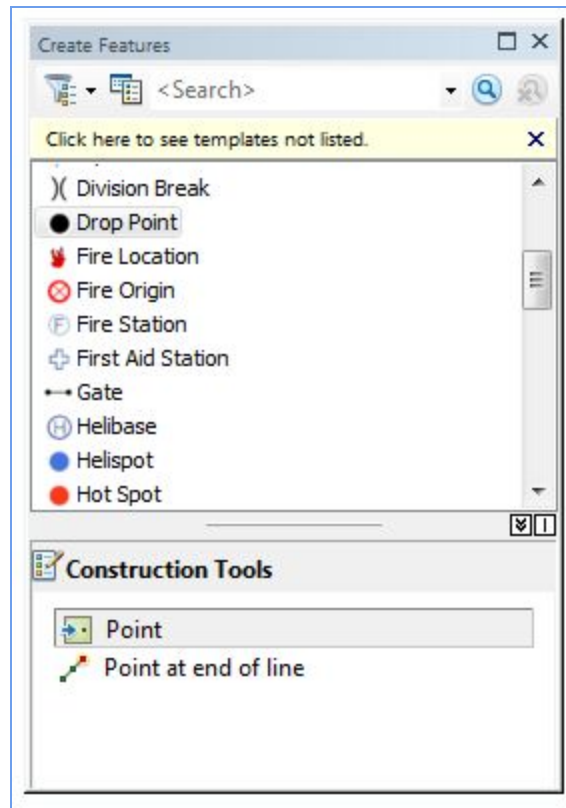 Create Features
<Search>
Click here to see templates not listed.
Division Break
Drop Point
Fire Location
Fire Origin
F Fire Station
First Aid Station
Gate
H Helibase
Helispot
Hot Spot
Construction Tools
Point
Point at end of line